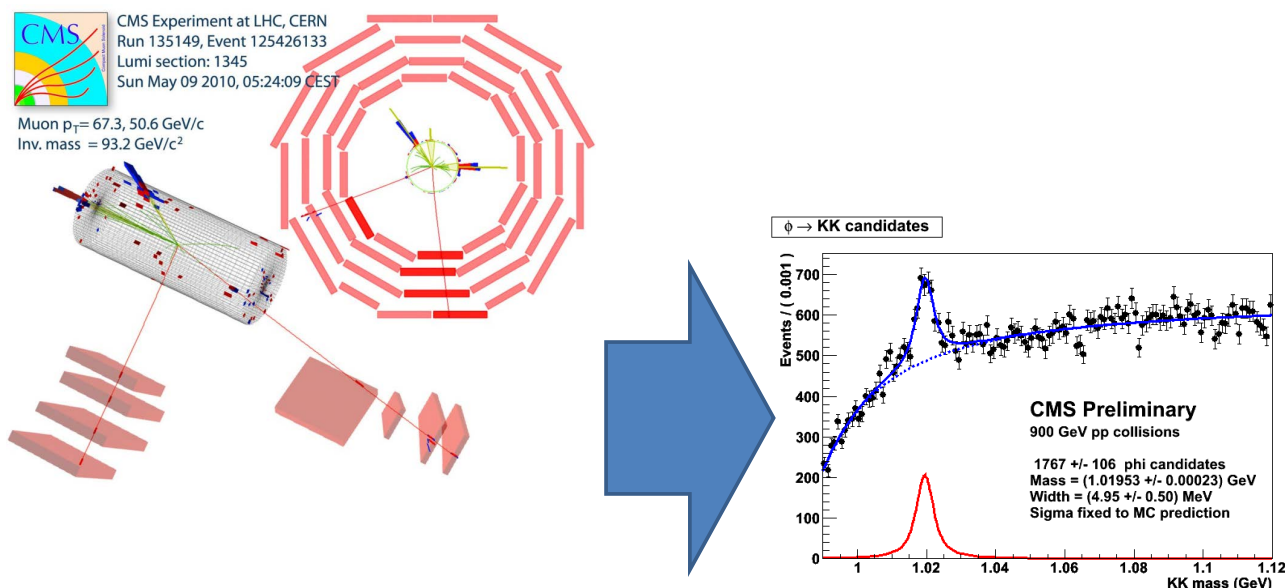 CMS
CMS Experiment at LHC, CERN
Run 135149, Event 125426133
Lumi section: 1345
Sun May 09 2010, 05:24:09 CEST
Muon pT= 67.3, 50.6 GeV/c
Inv. mass = 93.2 GeV/c²
ϕ → KK candidates
Events / ( 0.001 )
700
600
500
400
300
200
100
0
CMS Preliminary
900 GeV pp collisions
1767 +/- 106 phi candidates
Mass = (1.01953 +/- 0.00023) GeV
Width = (4.95 +/- 0.50) MeV
Sigma fixed to MC prediction
1 1.02 1.04 1.06 1.08 1.10 1.12
KK mass (GeV)